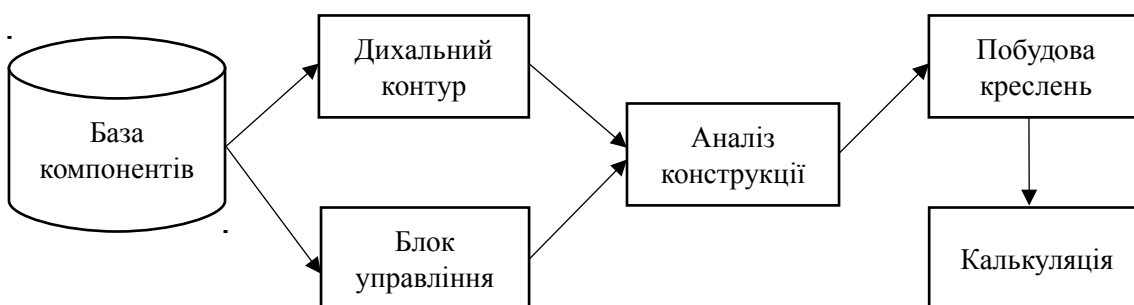 База
компонентів
Дихальний
контур
Блок
управління
Аналіз
конструкції
Побудова
креслень
Калькуляція